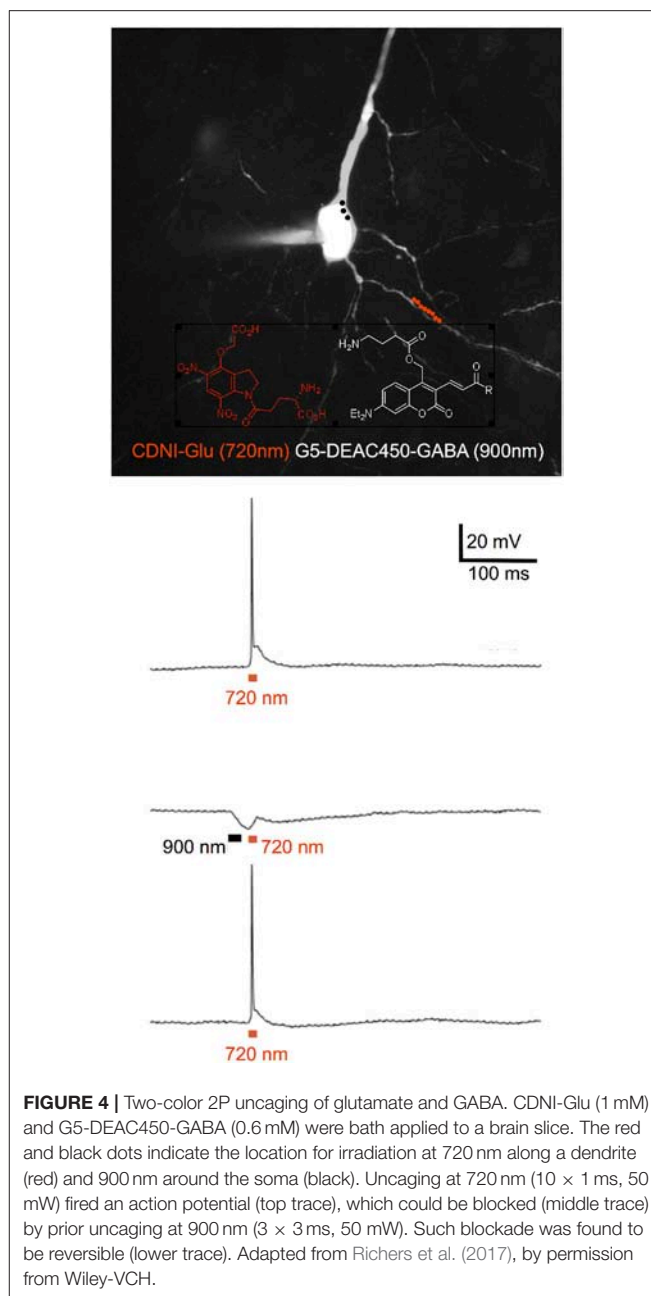 CO₂H
O
O₂N
NH₂
N
NO₂
O
CO₂H
H₂N
O
O
O
R
Et₂N
O
O
CDNI-Glu (720nm) G5-DEAC450-GABA (900nm)
20 mV
100 ms
720 nm
900 nm
720 nm
720 nm
FIGURE 4 | Two-color 2P uncaging of glutamate and GABA. CDNI-Glu (1 mM)
and G5-DEAC450-GABA (0.6 mM) were bath applied to a brain slice. The red
and black dots indicate the location for irradiation at 720 nm along a dendrite
(red) and 900 nm around the soma (black). Uncaging at 720 nm (10 × 1 ms, 50
mW) fired an action potential (top trace), which could be blocked (middle trace)
by prior uncaging at 900 nm (3 × 3 ms, 50 mW). Such blockade was found to
be reversible (lower trace). Adapted from Richers et al. (2017), by permission
from Wiley-VCH.